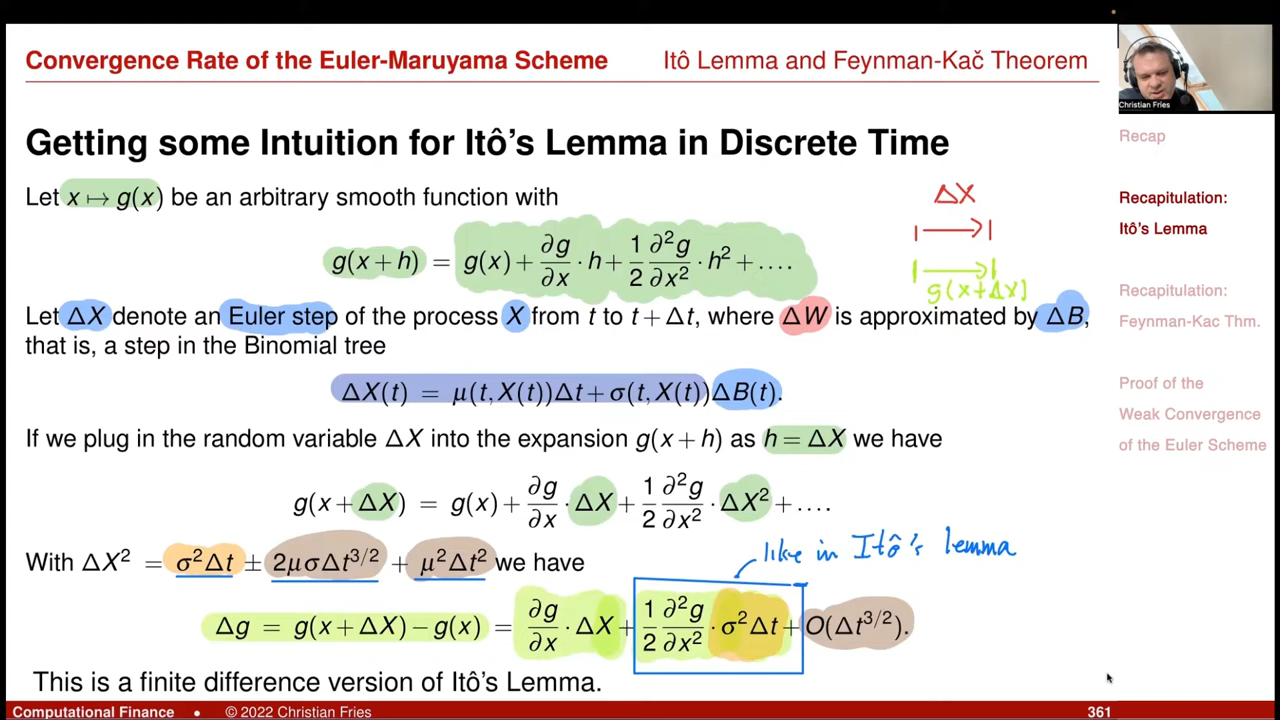 Convergence Rate of the Euler-Maruyama Scheme
Itô Lemma and Feynman-Kač Theorem
Christian Fries
Getting some Intuition for Itô's Lemma in Discrete Time
Let x ↦ g(x) be an arbitrary smooth function with
g(x+h) = g(x) + ∂g/∂x · h + 1/2 ∂²g/∂x² · h² + ....
ΔX
g(x+ΔX)
Let ΔX denote an Euler step of the process X from t to t + Δt, where ΔW is approximated by ΔB,
that is, a step in the Binomial tree
ΔX(t) = μ(t,X(t))Δt + σ(t,X(t))ΔB(t).
If we plug in the random variable ΔX into the expansion g(x+h) as h = ΔX we have
g(x+ΔX) = g(x) + ∂g/∂x · ΔX + 1/2 ∂²g/∂x² · ΔX² + ....
like in Itô's lemma
With ΔX² = σ²Δt ± 2μσΔt^{3/2} + μ²Δt² we have
Δg = g(x+ΔX) − g(x) = ∂g/∂x · ΔX + 1/2 ∂²g/∂x² · σ²Δt + O(Δt^{3/2}).
This is a finite difference version of Itô's Lemma.
Recap
Recapitulation:
Itô's Lemma
Recapitulation:
Feynman-Kac Thm.
Proof of the
Weak Convergence
of the Euler Scheme
Computational Finance • © 2022 Christian Fries
361